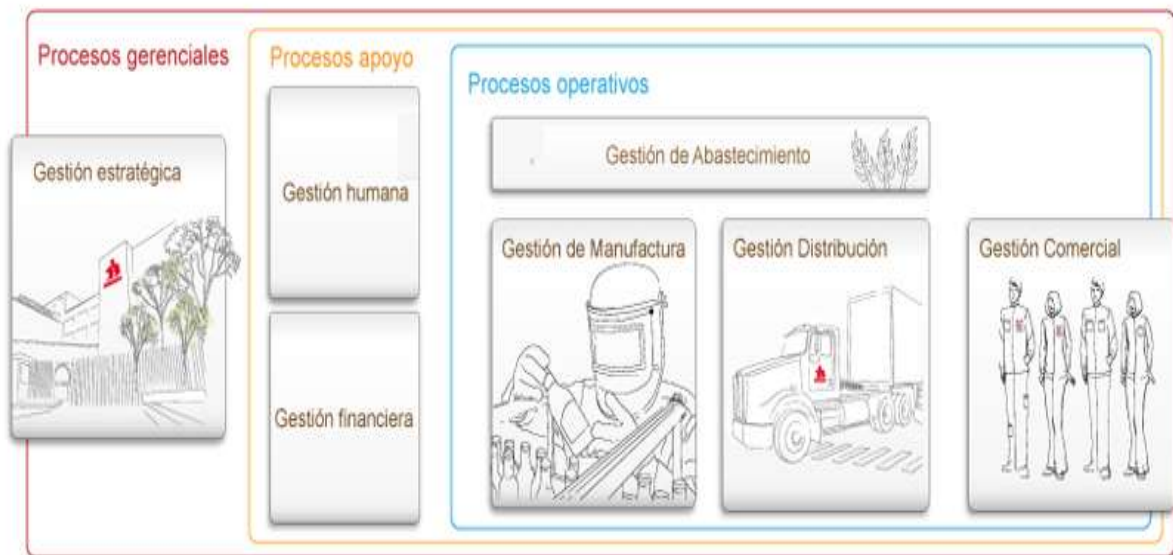 Procesos gerenciales
Gestión estratégica
Procesos apoyo
Gestión humana
Gestión financiera
Procesos operativos
Gestión de Abastecimiento
Gestión de Manufactura
Gestión Distribución
Gestión Comercial